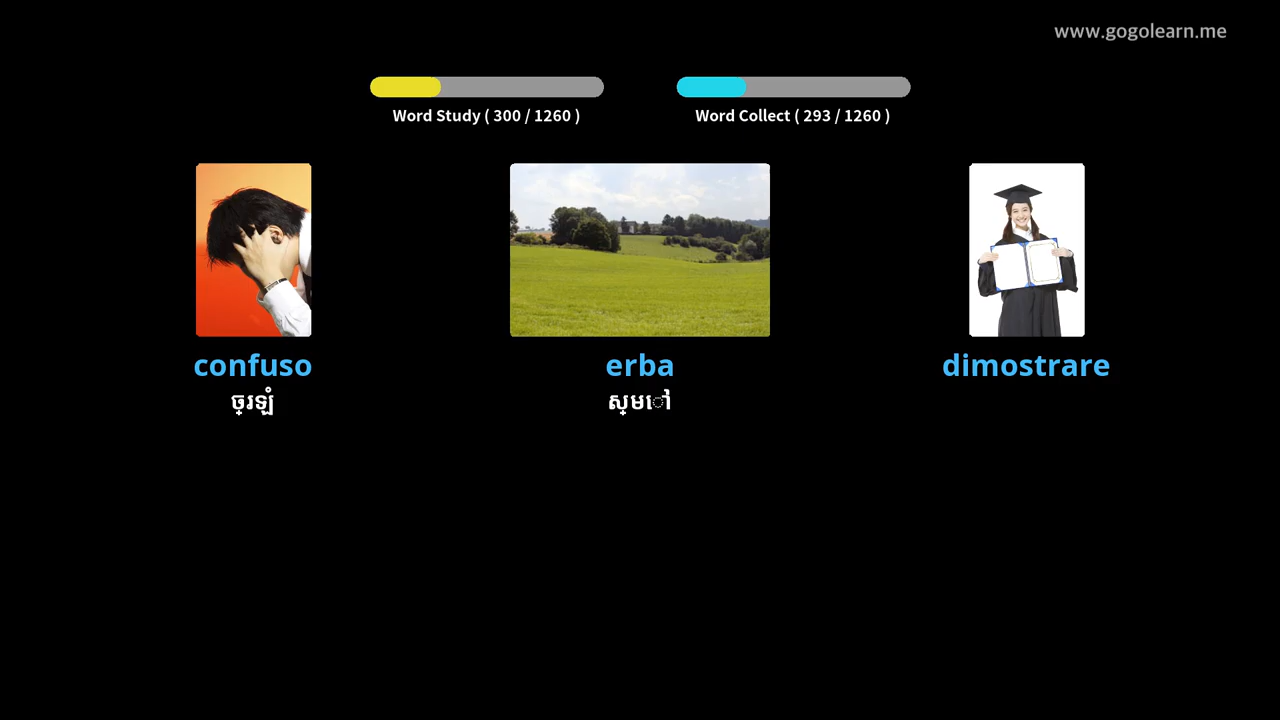 www.gogolearn.me
Word Study ( 300 / 1260 )
Word Collect ( 293 / 1260 )
confuso
ច្រឡំ
erba
ស្មៅ
dimostrare